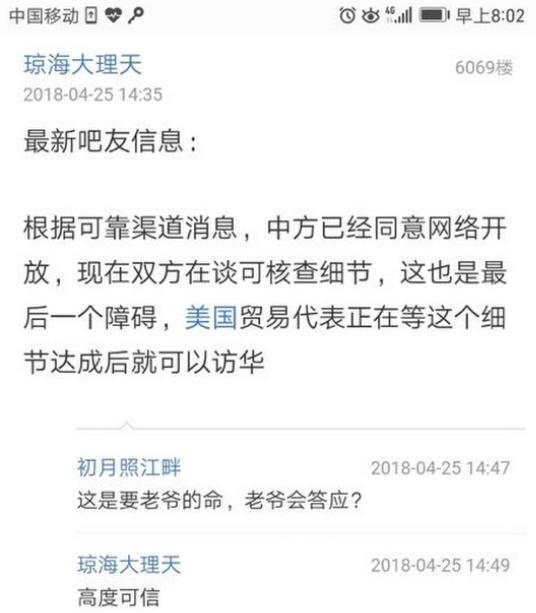 中国移动 早上8:02
琼海大理天 6069楼
2018-04-25 14:35
最新吧友信息：
根据可靠渠道消息，中方已经同意网络开
放，现在双方在谈可核查细节，这也是最
后一个障碍，美国贸易代表正在等这个细
节达成后就可以访华
初月照江畔 2018-04-25 14:47
这是要老爷的命，老爷会答应？
琼海大理天 2018-04-25 14:49
高度可信